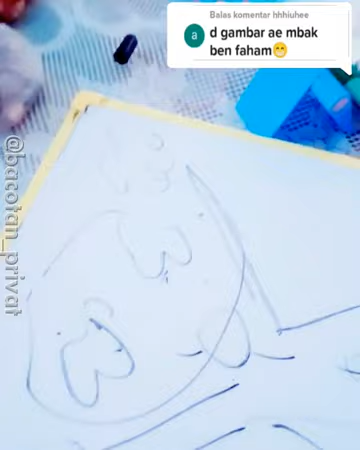 Balas komentar hhhiuhee
a
d gambar ae mbak
ben faham😁
@bacotan_privat